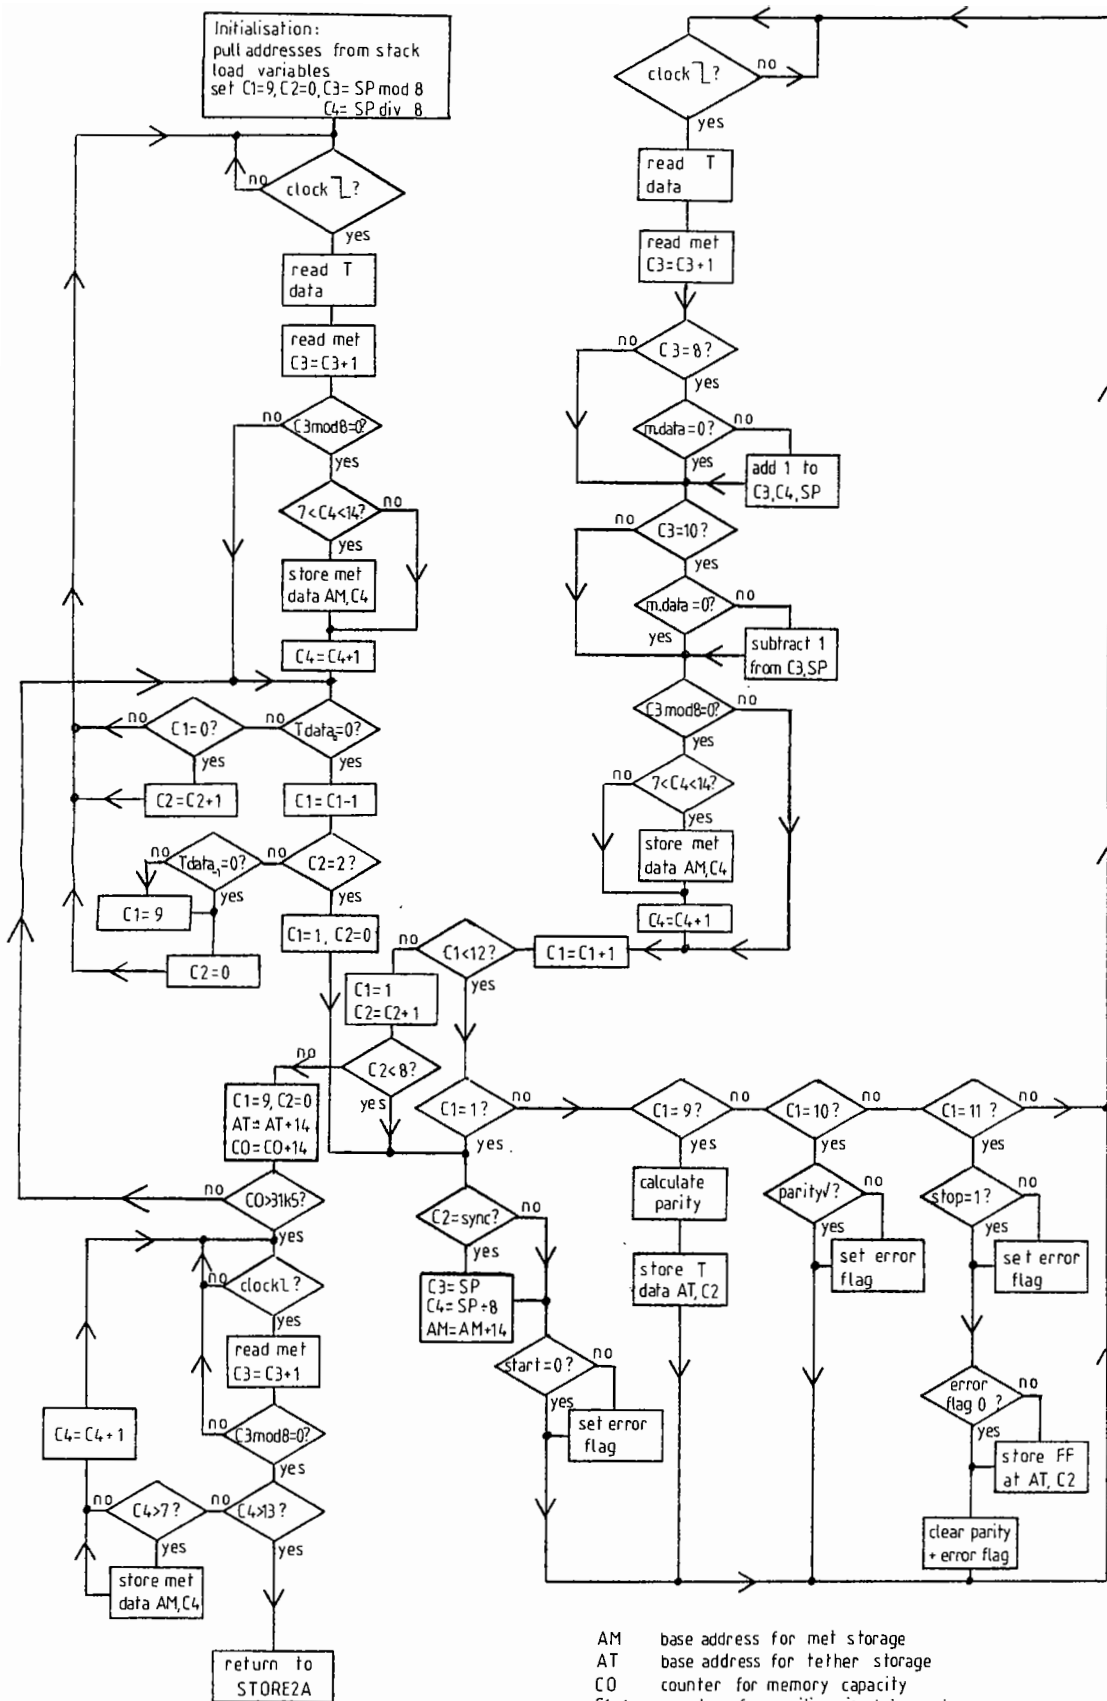 Initialisation:
pull addresses from stack
load variables
set C1=9, C2=0, C3= SP mod 8
C4= SP div 8
clock ?
no
yes
read T
data
read met
C3=C3+1
C3mod8=0?
no
yes
7<C4<14?
no
yes
store met
data AM,C4
C4=C4+1
Tdata₀=0?
no
yes
C1=0?
no
yes
C2=C2+1
C1=C1-1
C2=2?
no
yes
Tdata₋₁=0?
no
yes
C1=9
C2=0
C1=1, C2=0
clock ?
no
yes
read T
data
read met
C3=C3+1
C3=8?
no
yes
m.data=0?
no
yes
add 1 to
C3,C4,SP
C3=10?
no
yes
m.data=0?
no
yes
subtract 1
from C3,SP
C3mod8=0?
no
yes
7<C4<14?
no
yes
store met
data AM,C4
C4=C4+1
C1=C1+1
C1<12?
no
yes
C1=1
C2=C2+1
C2<8?
no
yes
C1=9, C2=0
AT=AT+14
CO=CO+14
CO>31k5?
no
yes
clock ?
no
yes
read met
C3=C3+1
C3mod8=0?
no
yes
C4>13?
no
yes
C4>7?
no
yes
store met
data AM,C4
C4=C4+1
return to
STORE2A
C1=1?
no
yes
C2=sync?
no
yes
C3=SP
C4=SP÷8
AM=AM+14
start=0?
no
yes
set error
flag
C1=9?
no
yes
calculate
parity
store T
data AT,C2
C1=10?
no
yes
parity√?
no
yes
set error
flag
C1=11?
no
yes
stop=1?
no
yes
set error
flag
error
flag 0 ?
no
yes
store FF
at AT,C2
clear parity
+ error flag
AM base address for met storage
AT base address for tether storage
CO counter for memory capacity